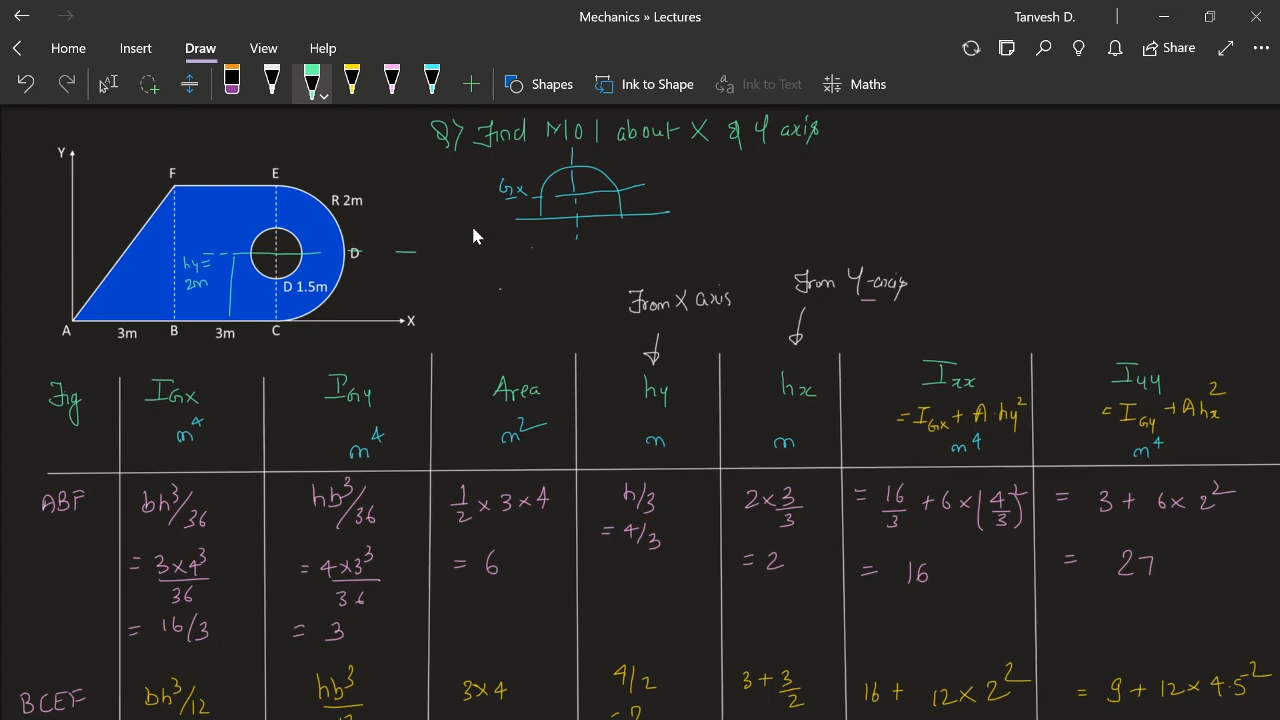 Mechanics » Lectures
Tanvesh D.
Home Insert Draw View Help
Share
Shapes Ink to Shape Ink to Text Maths
Q> Find MOI about X & Y axis
Y
F E
R 2m
Gx
hy =
2m
D
D 1.5m
A 3m B 3m C X
From X axis
From Y-axis
Fig IGx m⁴ IGy m⁴ Area m² hy m hx m Ixx = IGx + A·hy² m⁴ Iyy = IGy + Ahx² m⁴
ABF bh³/36 hb³/36 1/2 × 3 × 4 h/3 2 × 3/3 = 16/3 + 6 × (4/3)² = 3 + 6 × 2²
= 3×4³/36 = 4×3³/36 = 6 = 4/3 = 2 = 16 = 27
= 16/3 = 3
BCEF bh³/12 hb³/12 3×4 4/2 3 + 3/2 16 + 12 × 2² = 9 + 12 × 4.5²
= 2